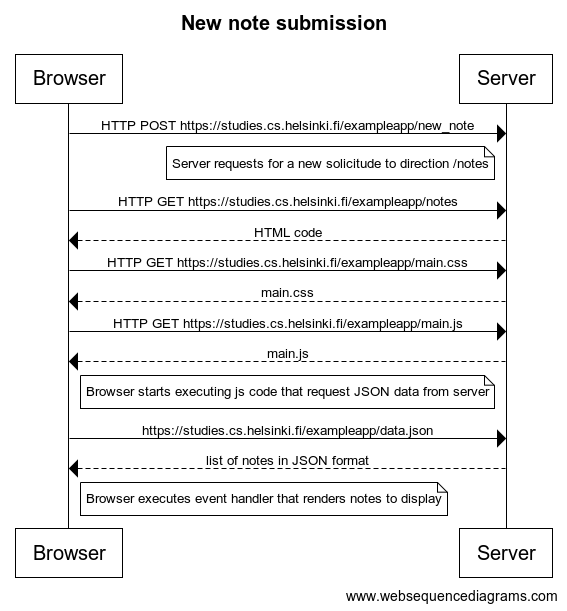 New note submission
Browser
Server
HTTP POST https://studies.cs.helsinki.fi/exampleapp/new_note
Server requests for a new solicitude to direction /notes
HTTP GET https://studies.cs.helsinki.fi/exampleapp/notes
HTML code
HTTP GET https://studies.cs.helsinki.fi/exampleapp/main.css
main.css
HTTP GET https://studies.cs.helsinki.fi/exampleapp/main.js
main.js
Browser starts executing js code that request JSON data from server
https://studies.cs.helsinki.fi/exampleapp/data.json
list of notes in JSON format
Browser executes event handler that renders notes to display
Browser
Server
www.websequencediagrams.com